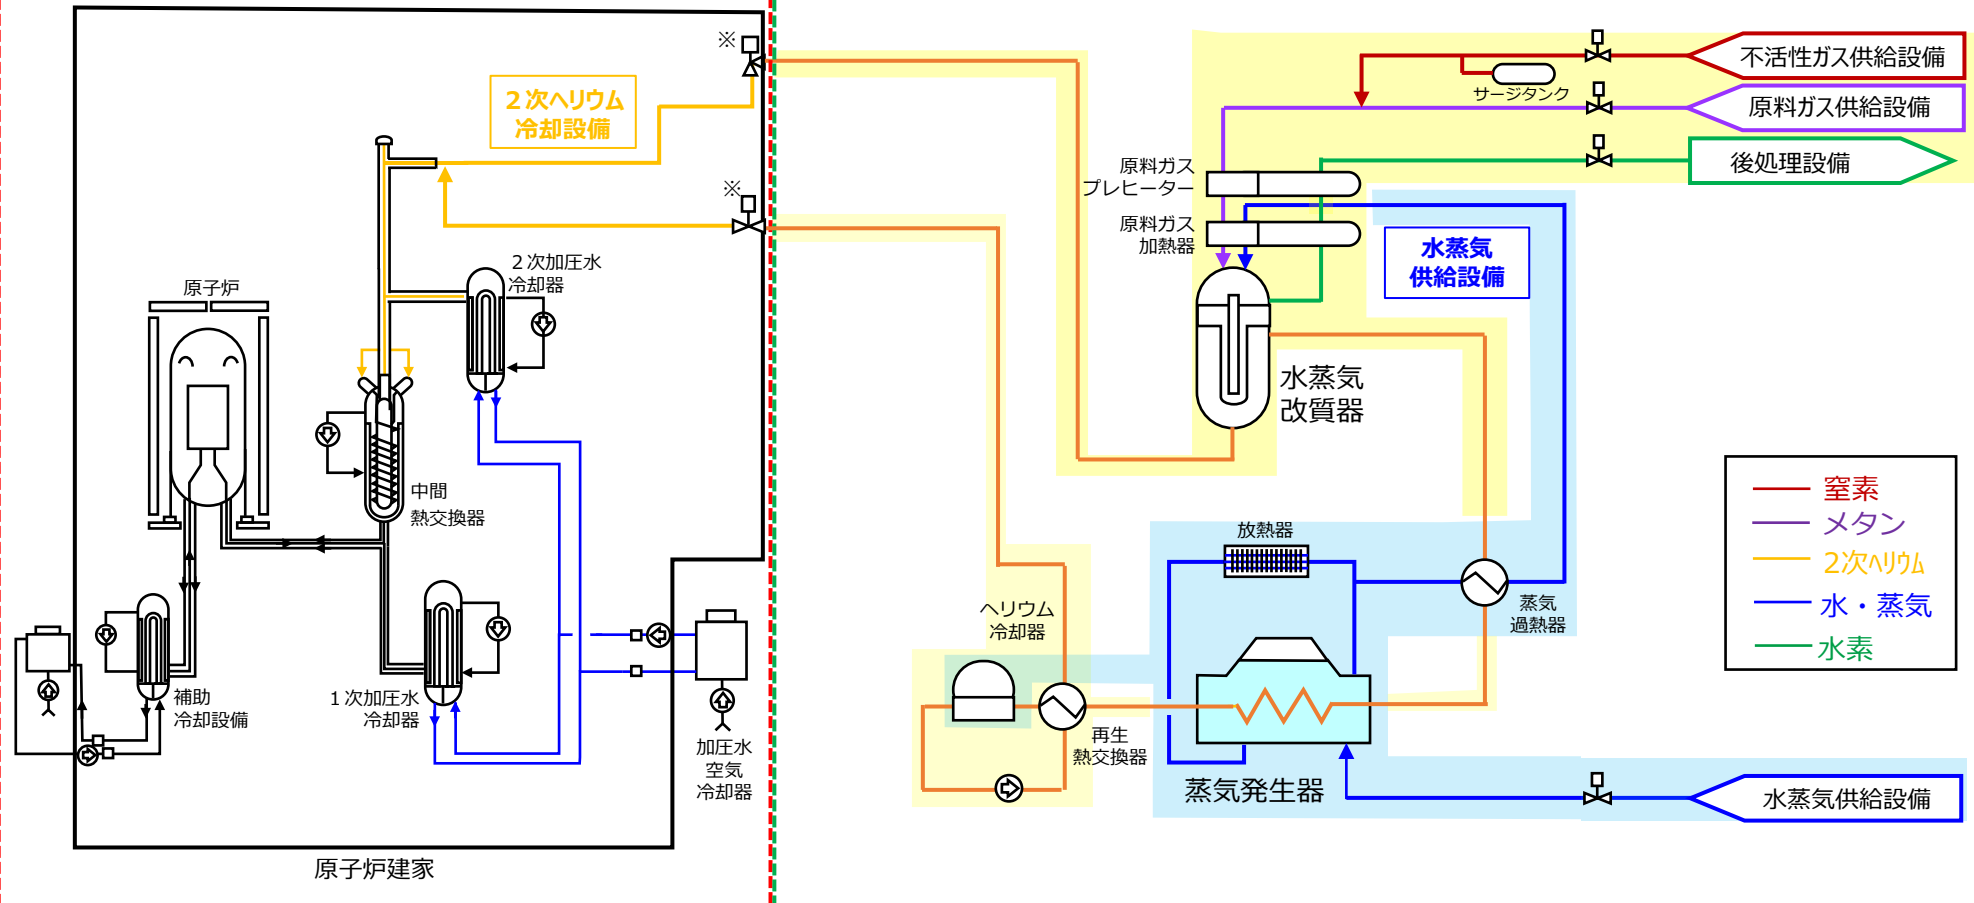 ※
2次ヘリウム
冷却設備
※
2次加圧水
冷却器
原子炉
中間
熱交換器
補助
冷却設備
1次加圧水
冷却器
加圧水
空気
冷却器
原子炉建家
不活性ガス供給設備
サージタンク
原料ガス供給設備
後処理設備
原料ガス
プレヒーター
原料ガス
加熱器
水蒸気
供給設備
水蒸気
改質器
放熱器
蒸気
過熱器
ヘリウム
冷却器
再生
熱交換器
蒸気発生器
水蒸気供給設備
窒素
メタン
2次ヘリウム
水・蒸気
水素